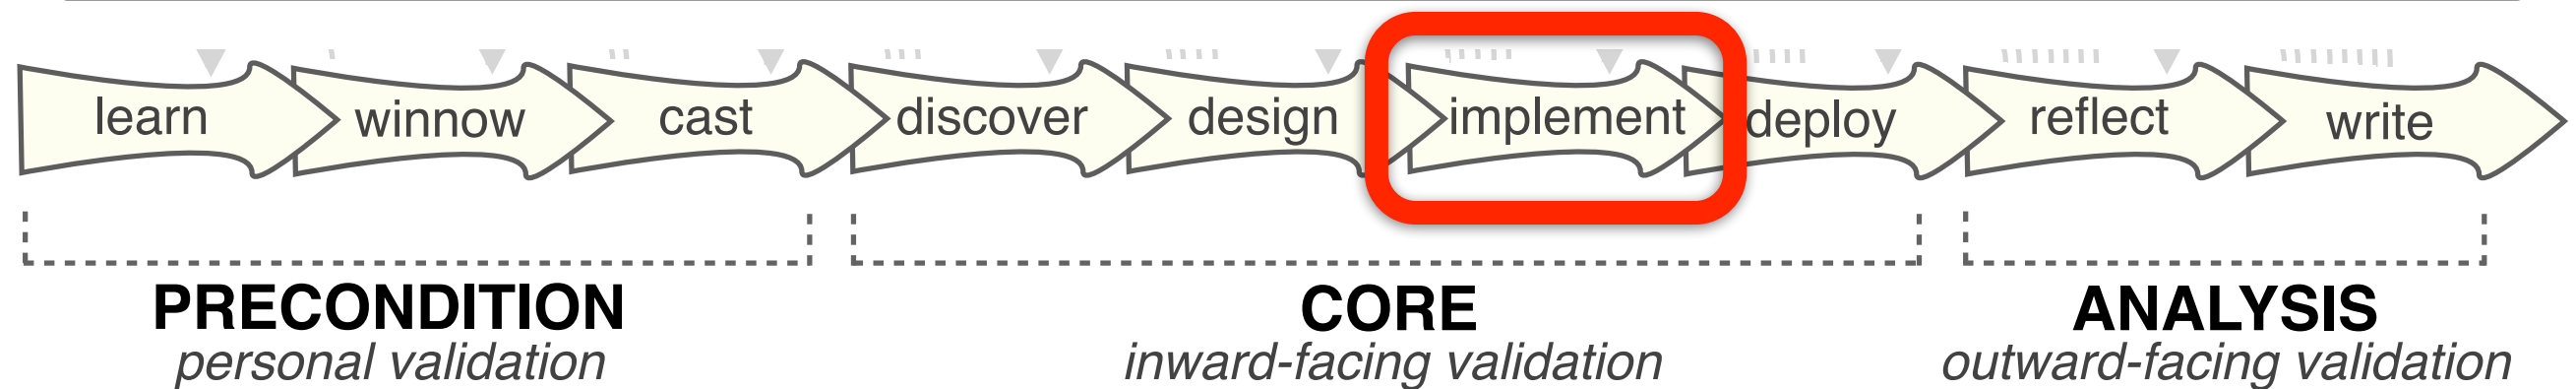 learn winnow cast discover design implement deploy reflect write
PRECONDITION CORE ANALYSIS
personal validation inward-facing validation outward-facing validation